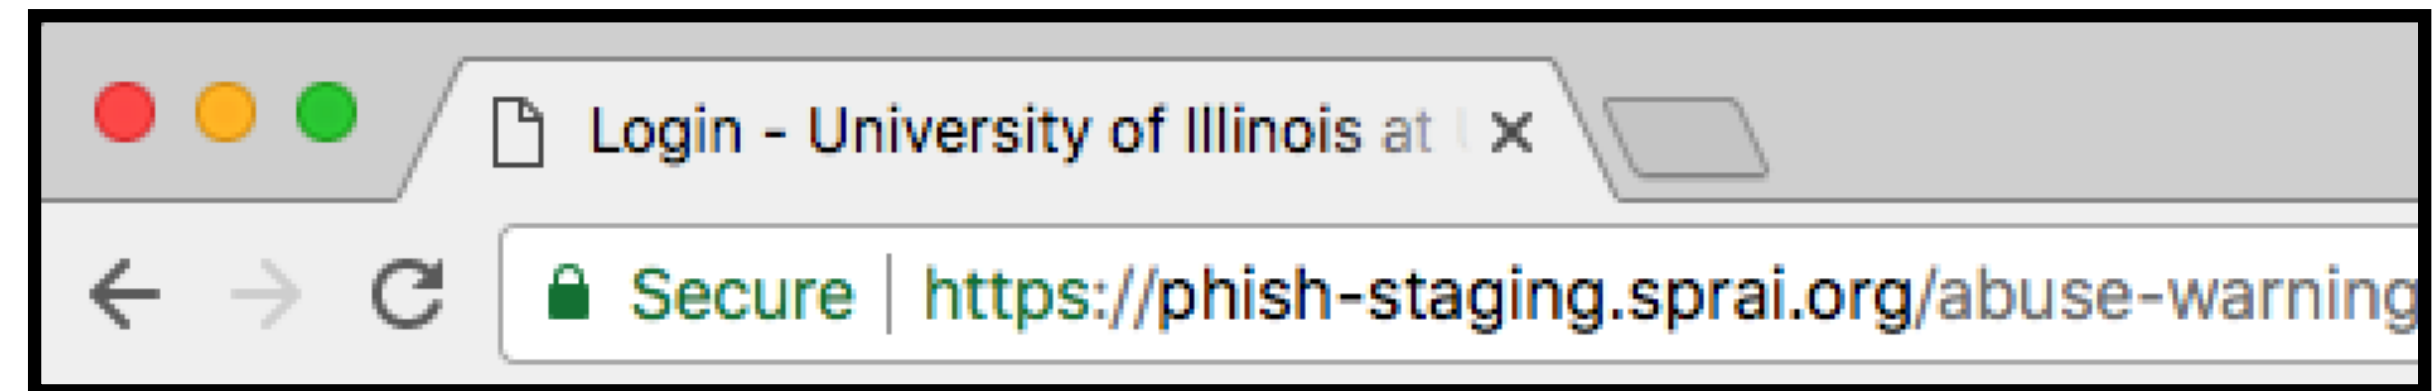 Login - University of Illinois at
Secure | https://phish-staging.sprai.org/abuse-warning